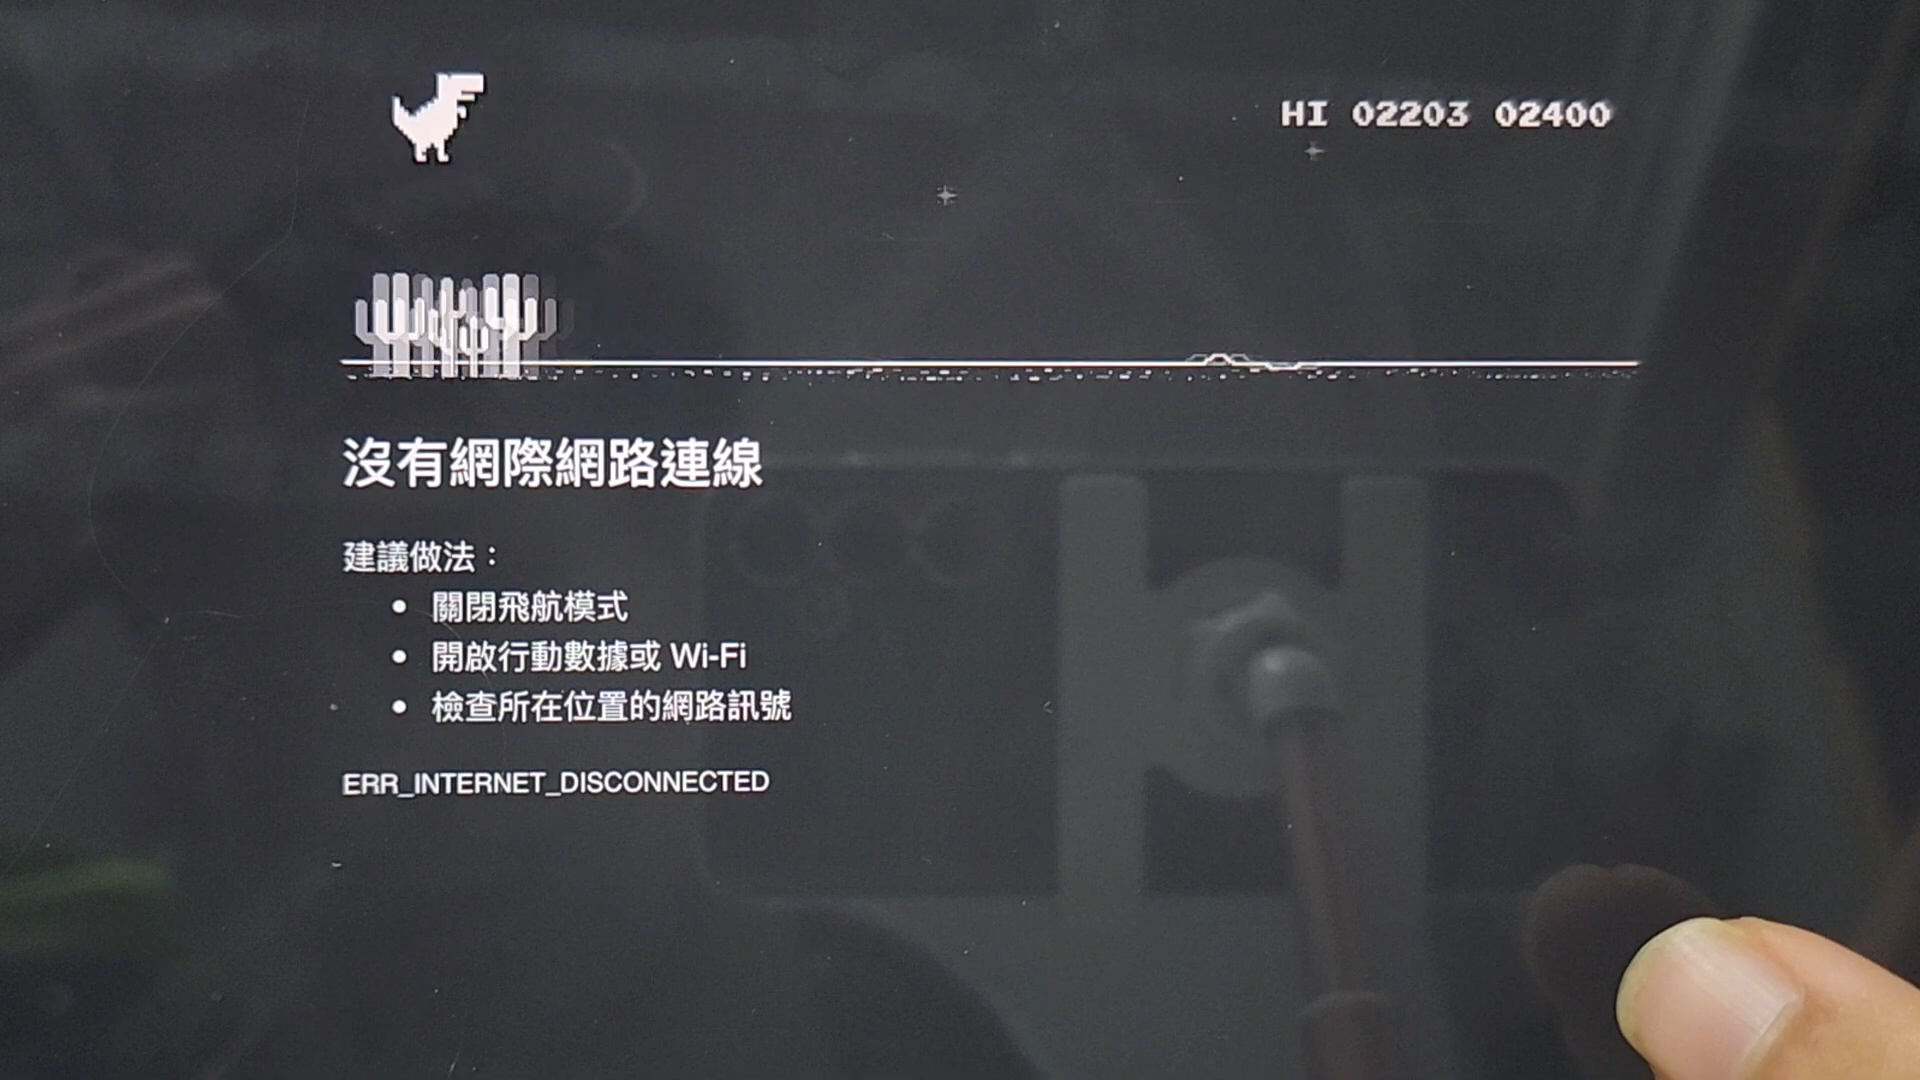 HI 02203 02400
沒有網際網路連線
建議做法：
• 關閉飛航模式
• 開啟行動數據或 Wi-Fi
• 檢查所在位置的網路訊號
ERR_INTERNET_DISCONNECTED